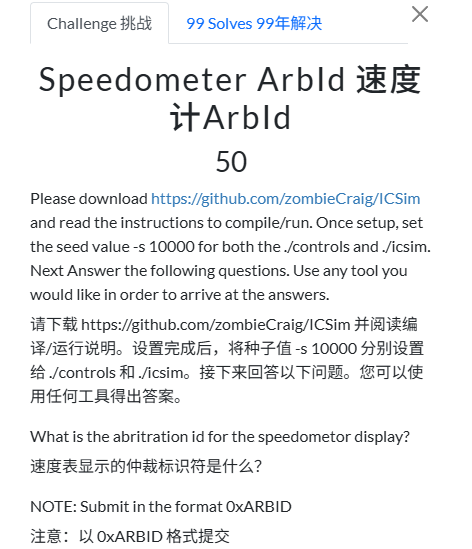 Challenge 挑战
99 Solves 99年解决
Speedometer ArbId 速度
计ArbId
50
Please download https://github.com/zombieCraig/ICSim
and read the instructions to compile/run. Once setup, set
the seed value -s 10000 for both the ./controls and ./icsim.
Next Answer the following questions. Use any tool you
would like in order to arrive at the answers.
请下载 https://github.com/zombieCraig/ICSim 并阅读编
译/运行说明。设置完成后，将种子值 -s 10000 分别设置
给 ./controls 和 ./icsim。接下来回答以下问题。您可以使
用任何工具得出答案。
What is the abritration id for the speedometor display?
速度表显示的仲裁标识符是什么？
NOTE: Submit in the format 0xARBID
注意：以 0xARBID 格式提交